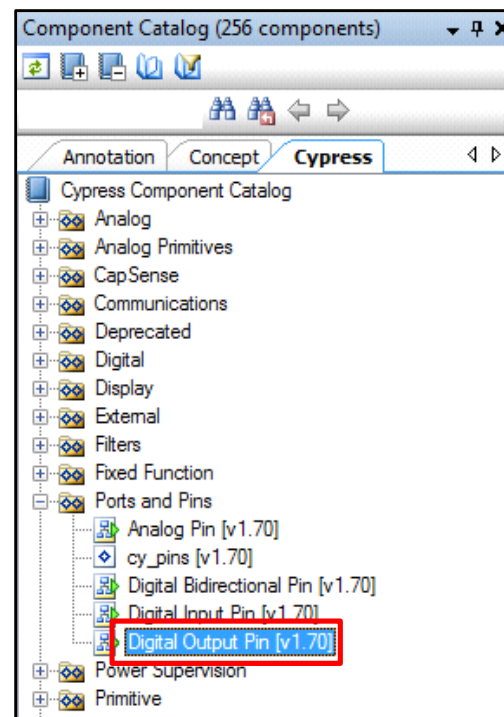 Component Catalog (256 components)
Annotation Concept Cypress
Cypress Component Catalog
Analog
Analog Primitives
CapSense
Communications
Deprecated
Digital
Display
External
Filters
Fixed Function
Ports and Pins
Analog Pin [v1.70]
cy_pins [v1.70]
Digital Bidirectional Pin [v1.70]
Digital Input Pin [v1.70]
Digital Output Pin [v1.70]
Power Supervision
Primitive